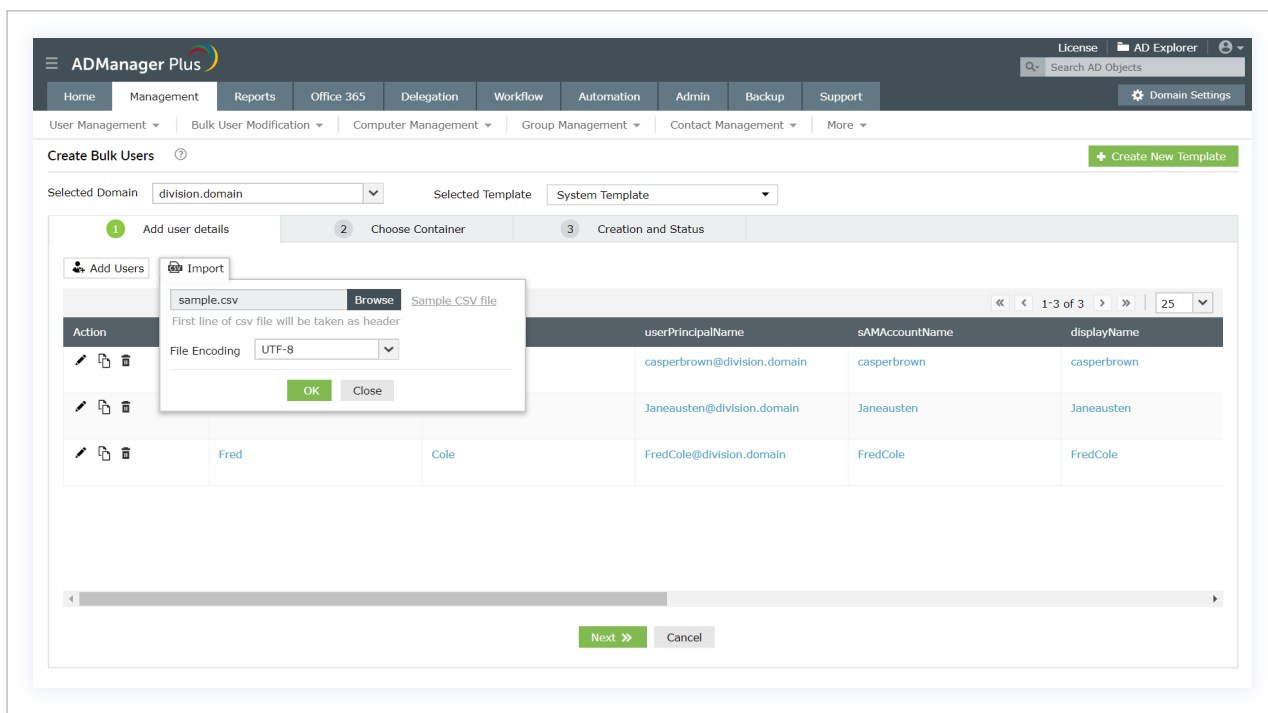 License AD Explorer
ADManager Plus
Search AD Objects
Home Management Reports Office 365 Delegation Workflow Automation Admin Backup Support Domain Settings
User Management Bulk User Modification Computer Management Group Management Contact Management More
Create Bulk Users ? Create New Template
Selected Domain division.domain Selected Template System Template
1 Add user details 2 Choose Container 3 Creation and Status
Add Users CSV Import
sample.csv Browse Sample CSV file 1-3 of 3 25
First line of csv file will be taken as header
Action userPrincipalName sAMAccountName displayName
File Encoding UTF-8
casperbrown@division.domain casperbrown casperbrown
OK Close
Janeausten@division.domain Janeausten Janeausten
Fred Cole FredCole@division.domain FredCole FredCole
Next Cancel